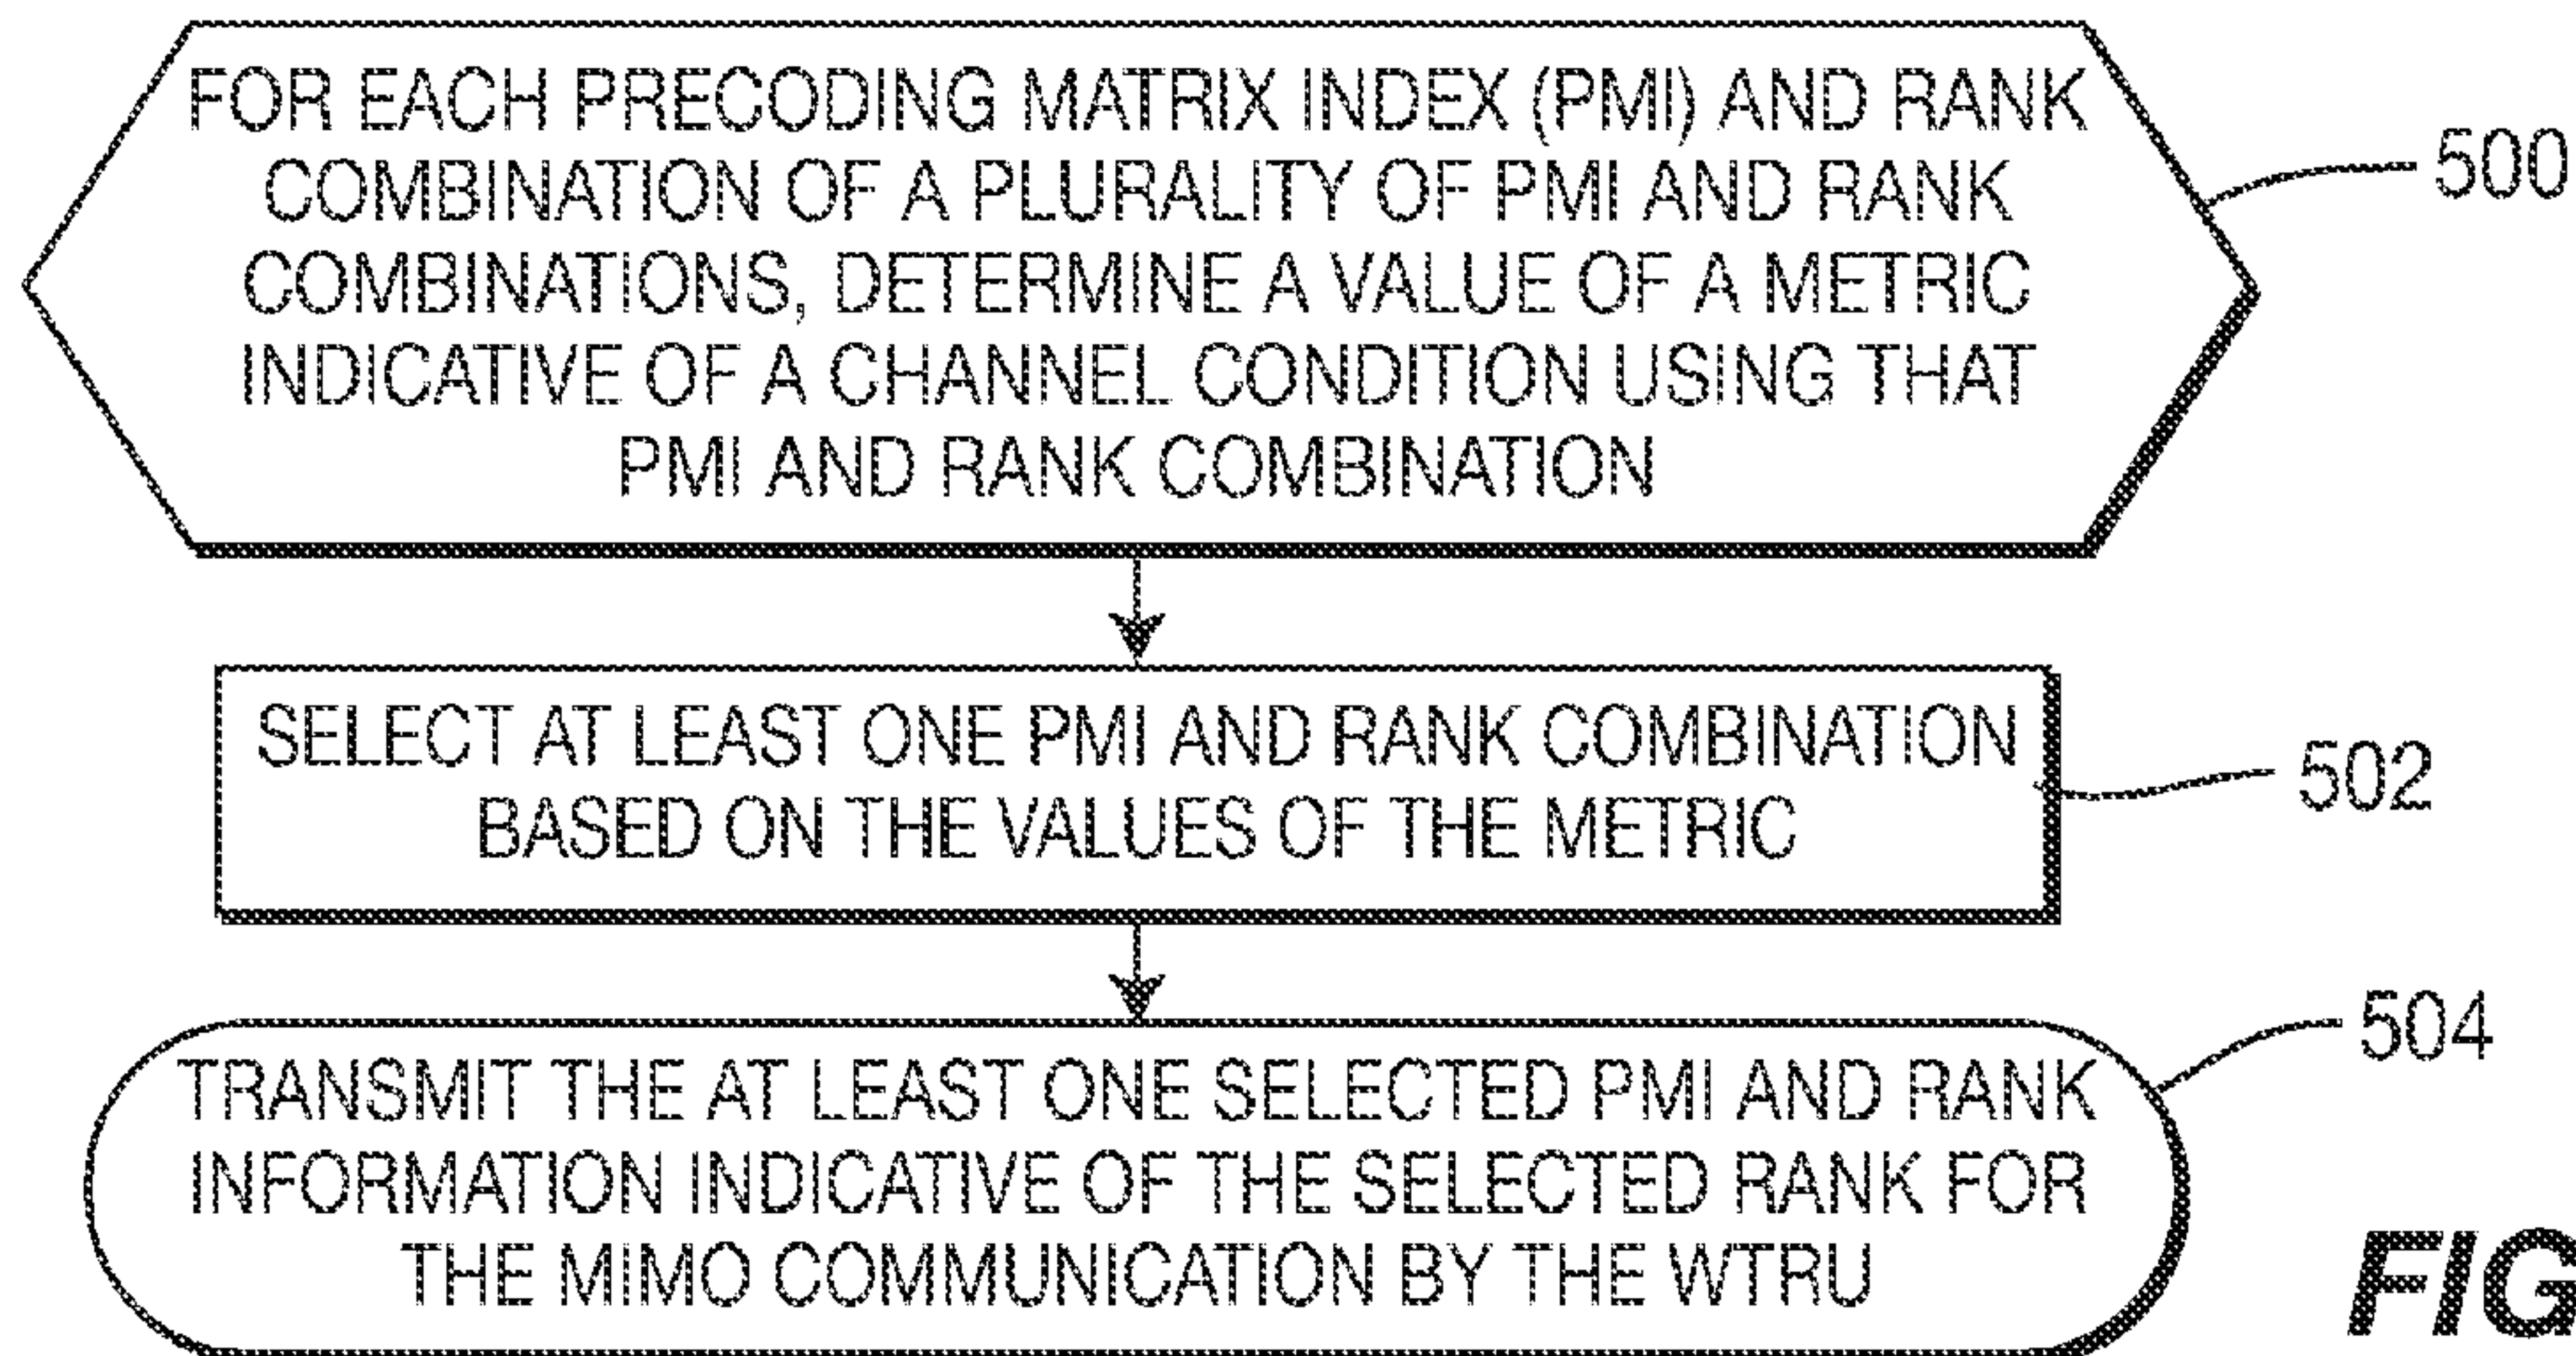 FOR EACH PRECODING MATRIX INDEX (PMI) AND RANK
COMBINATION OF A PLURALITY OF PMI AND RANK
COMBINATIONS, DETERMINE A VALUE OF A METRIC
INDICATIVE OF A CHANNEL CONDITION USING THAT
PMI AND RANK COMBINATION
500
SELECT AT LEAST ONE PMI AND RANK COMBINATION
BASED ON THE VALUES OF THE METRIC
502
504
TRANSMIT THE AT LEAST ONE SELECTED PMI AND RANK
INFORMATION INDICATIVE OF THE SELECTED RANK FOR
THE MIMO COMMUNICATION BY THE WTRU
FIG